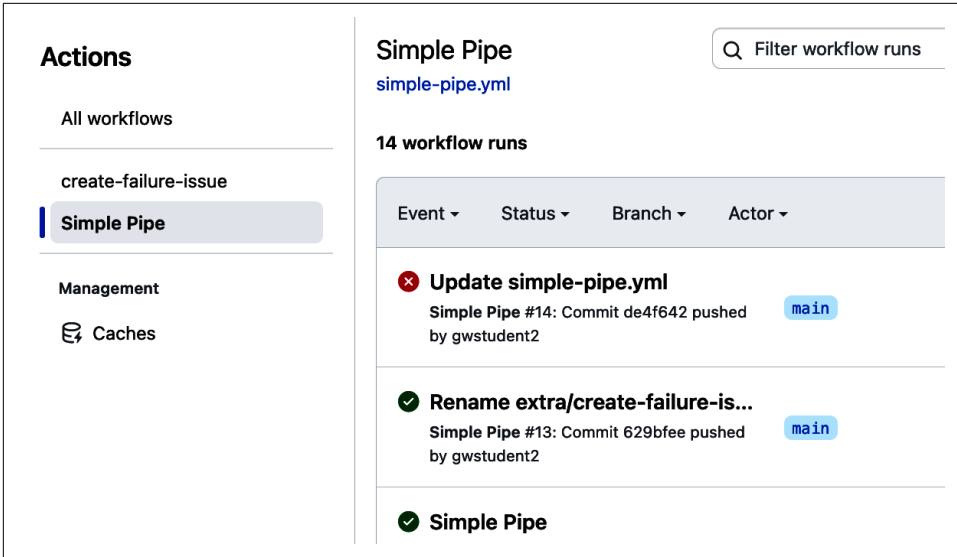 Actions
All workflows
create-failure-issue
Simple Pipe
Management
Caches
Simple Pipe
simple-pipe.yml
Filter workflow runs
14 workflow runs
Event Status Branch Actor
Update simple-pipe.yml
Simple Pipe #14: Commit de4f642 pushed
by gwstudent2
main
Rename extra/create-failure-is...
Simple Pipe #13: Commit 629bfee pushed
by gwstudent2
main
Simple Pipe